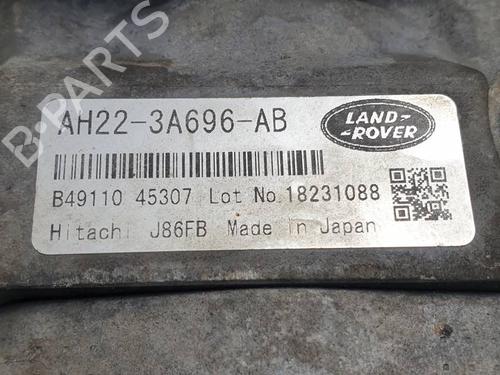 B-PARTS
AH22-3A696-AB
LAND-
-ROVER
B49110 45307 Lot No.18231088
Hitachi J86FB Made in Japan